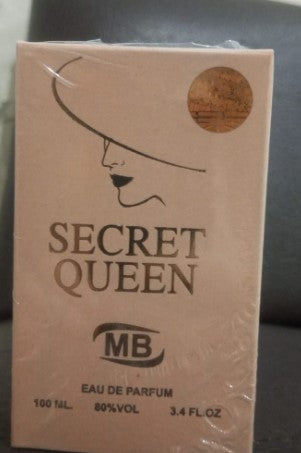 SECRET
QUEEN
MB
EAU DE PARFUM
100 ML. 80%VOL 3.4 FL.OZ